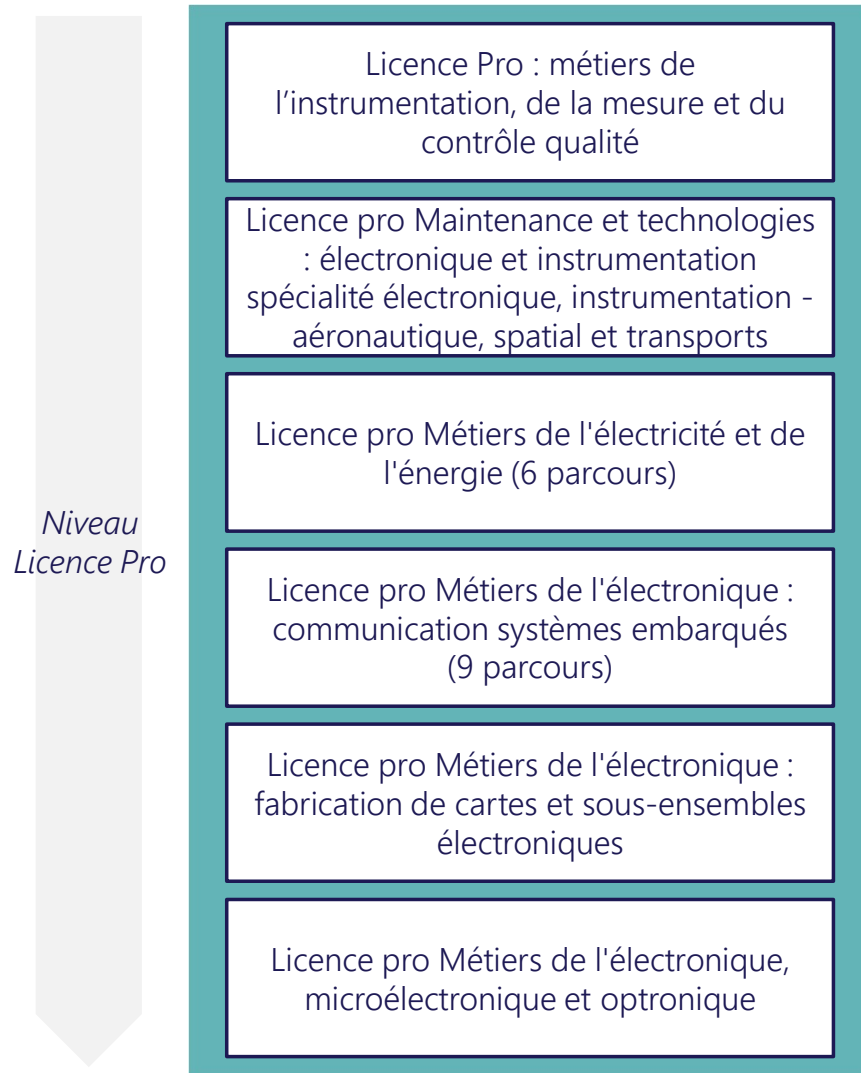 Licence Pro : métiers de
l’instrumentation, de la mesure et du
contrôle qualité
Licence pro Maintenance et technologies
: électronique et instrumentation
spécialité électronique, instrumentation -
aéronautique, spatial et transports
Licence pro Métiers de l'électricité et de
l'énergie (6 parcours)
Niveau
Licence Pro
Licence pro Métiers de l'électronique :
communication systèmes embarqués
(9 parcours)
Licence pro Métiers de l'électronique :
fabrication de cartes et sous-ensembles
électroniques
Licence pro Métiers de l'électronique,
microélectronique et optronique